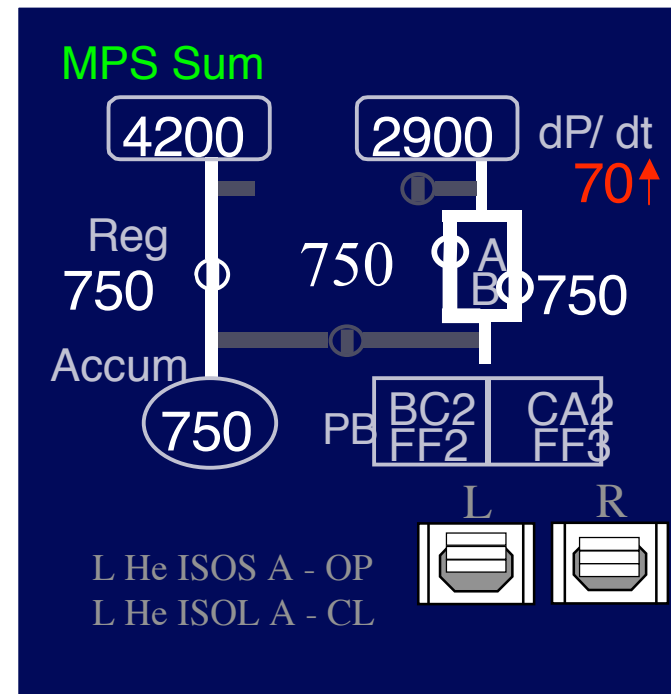 MPS Sum
4200 2900 dP/ dt
70↑
Reg
750 750 A
B 750
Accum
750 PB BC2 CA2
FF2 FF3
L R
L He ISOS A - OP
L He ISOL A - CL